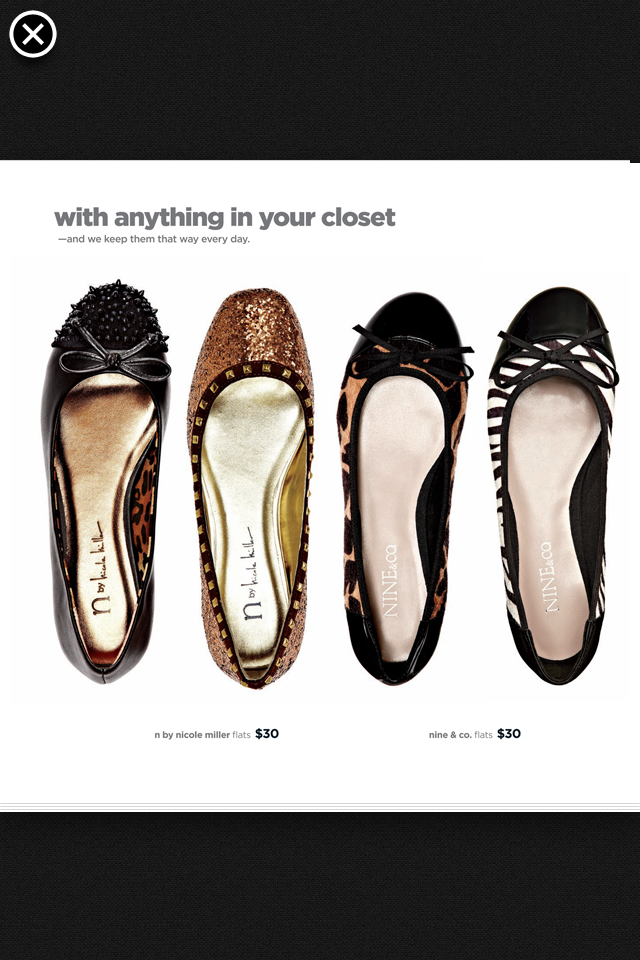 with anything in your closet
—and we keep them that way every day.
n by nicole miller
n by nicole miller
NINE&CO
NINE&CO
n by nicole miller flats $30
nine & co. flats $30